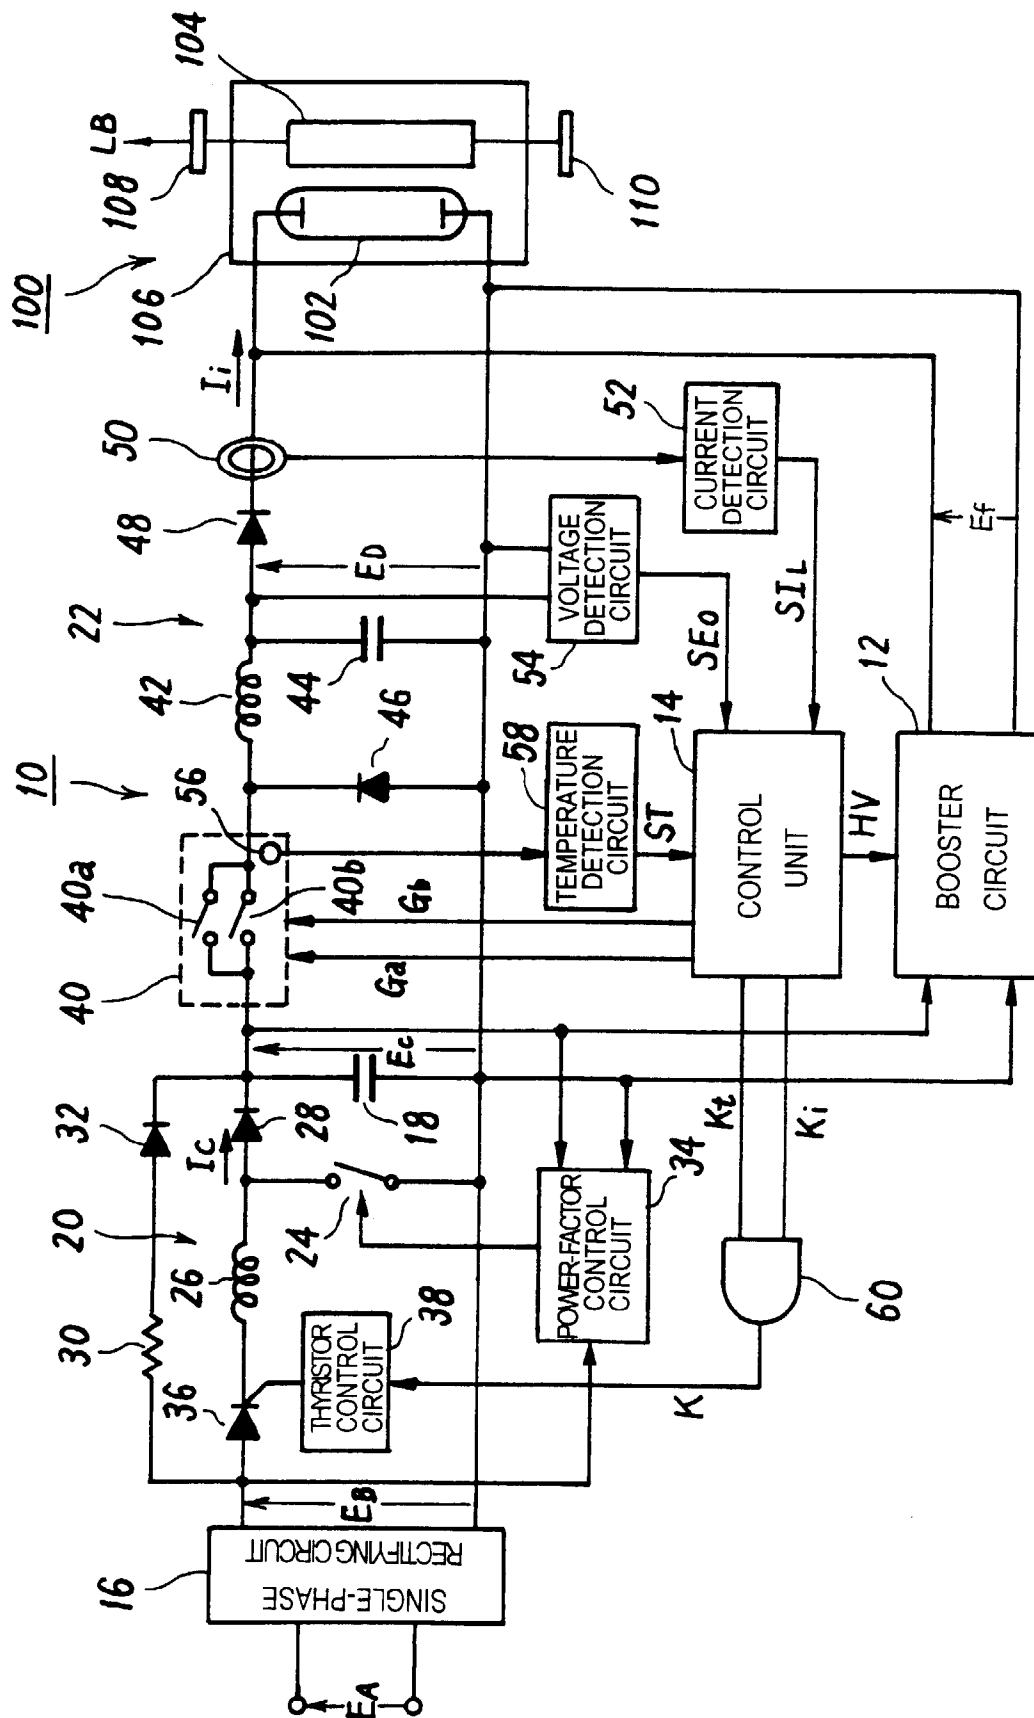 100
10
106
102
LB
108
104
110
Ii
50
48
22
42
44
46
ED
54
VOLTAGE
DETECTION
CIRCUIT
52
CURRENT
DETECTION
CIRCUIT
SEo
SIL
Ef
12
BOOSTER
CIRCUIT
HV
14
CONTROL
UNIT
ST
58
TEMPERATURE
DETECTION
CIRCUIT
56
40a
40b
40
Ga
Gb
Ec
18
28
32
Ic
20
24
26
30
36
38
THYRISTOR
CONTROL
CIRCUIT
34
POWER-FACTOR
CONTROL
CIRCUIT
Kt
Ki
60
K
EB
16
SINGLE-PHASE
RECTIFYING CIRCUIT
EA